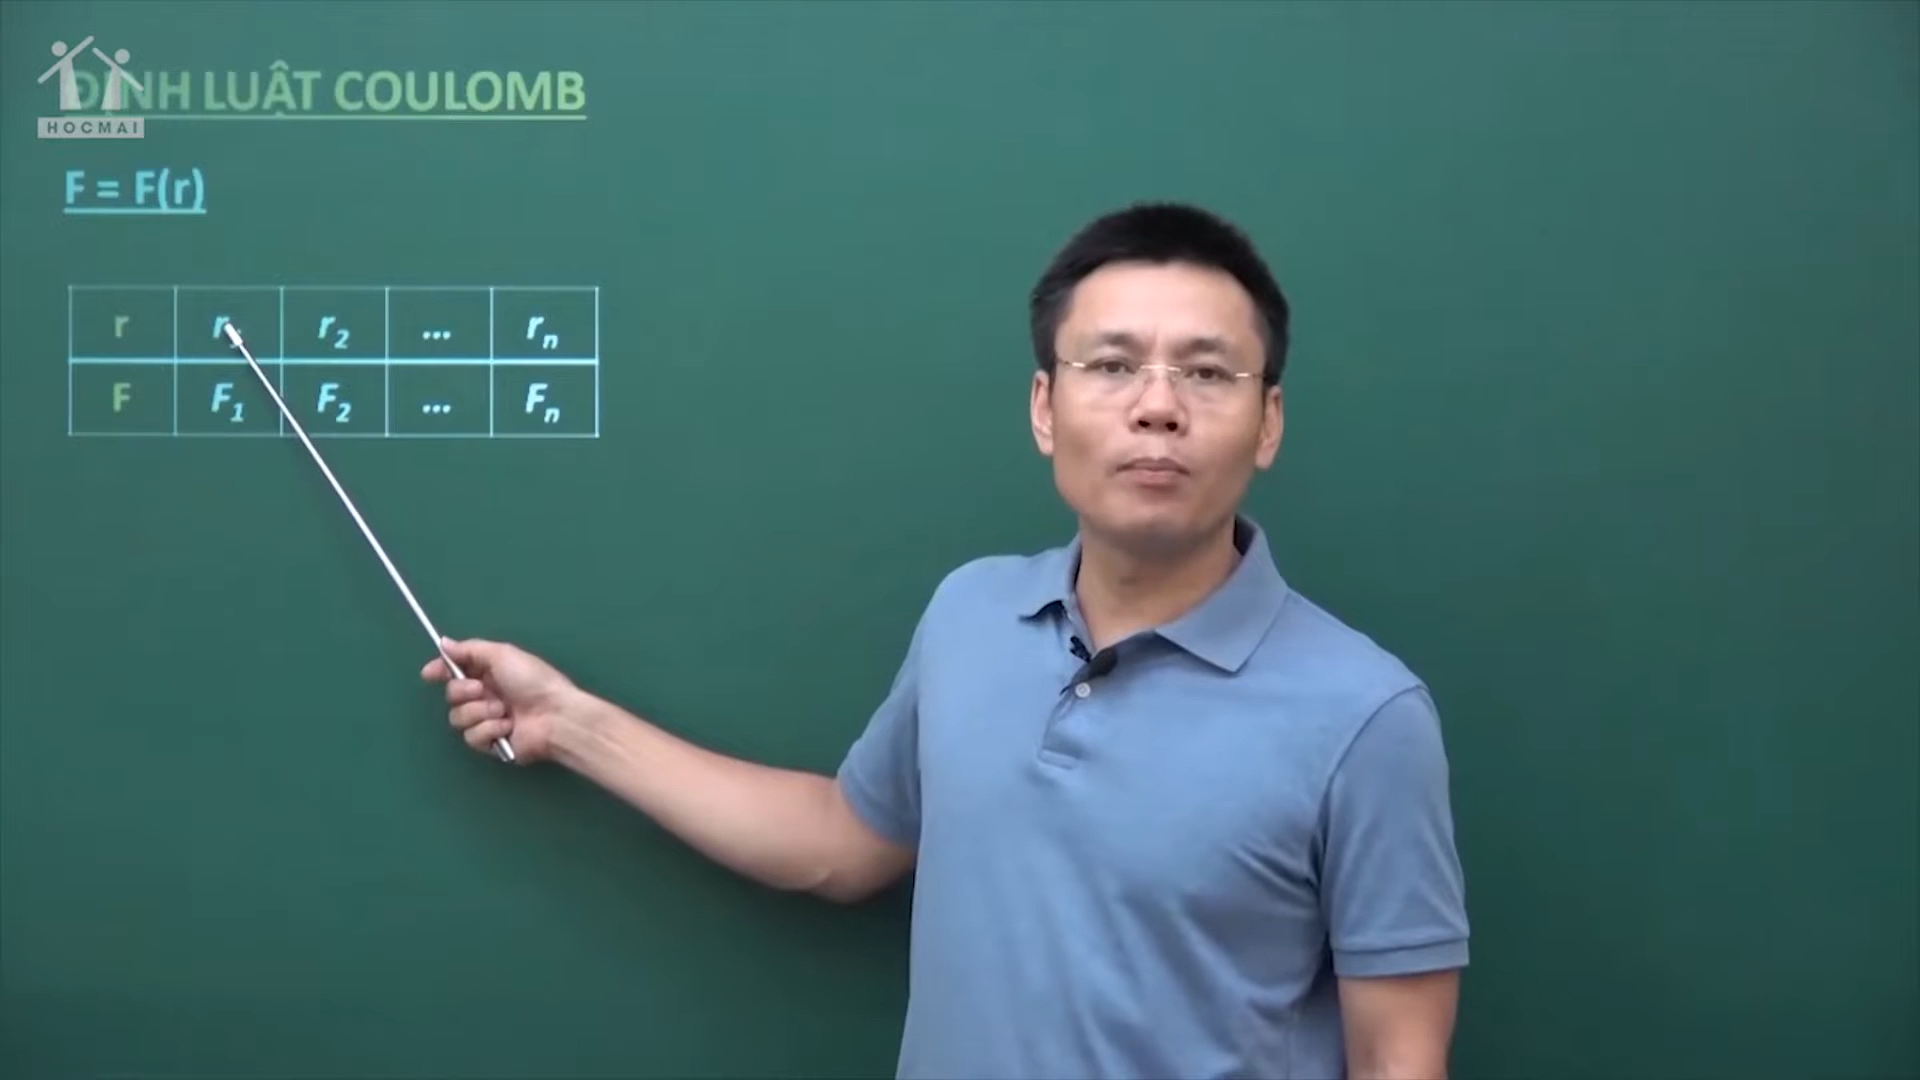 ĐỊNH LUẬT COULOMB
HOCMAI
F = F(r)
r r₁ r₂ ... rₙ
F F₁ F₂ ... Fₙ